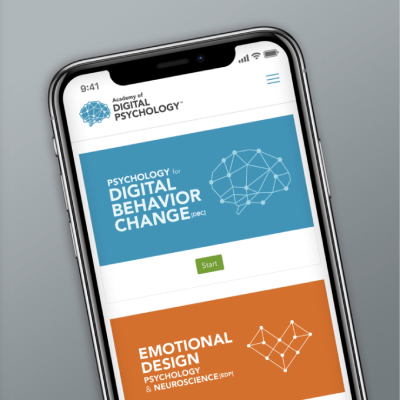 9:41
Academy of
DIGITAL
PSYCHOLOGY™
PSYCHOLOGY for
DIGITAL
BEHAVIOR
CHANGE [DBC]
Start
EMOTIONAL
DESIGN
PSYCHOLOGY
& NEUROSCIENCE [EDP]